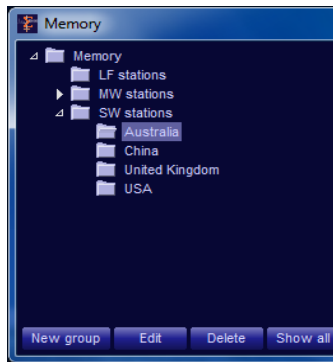 Memory
Memory
LF stations
MW stations
SW stations
Australia
China
United Kingdom
USA
New group Edit Delete Show all